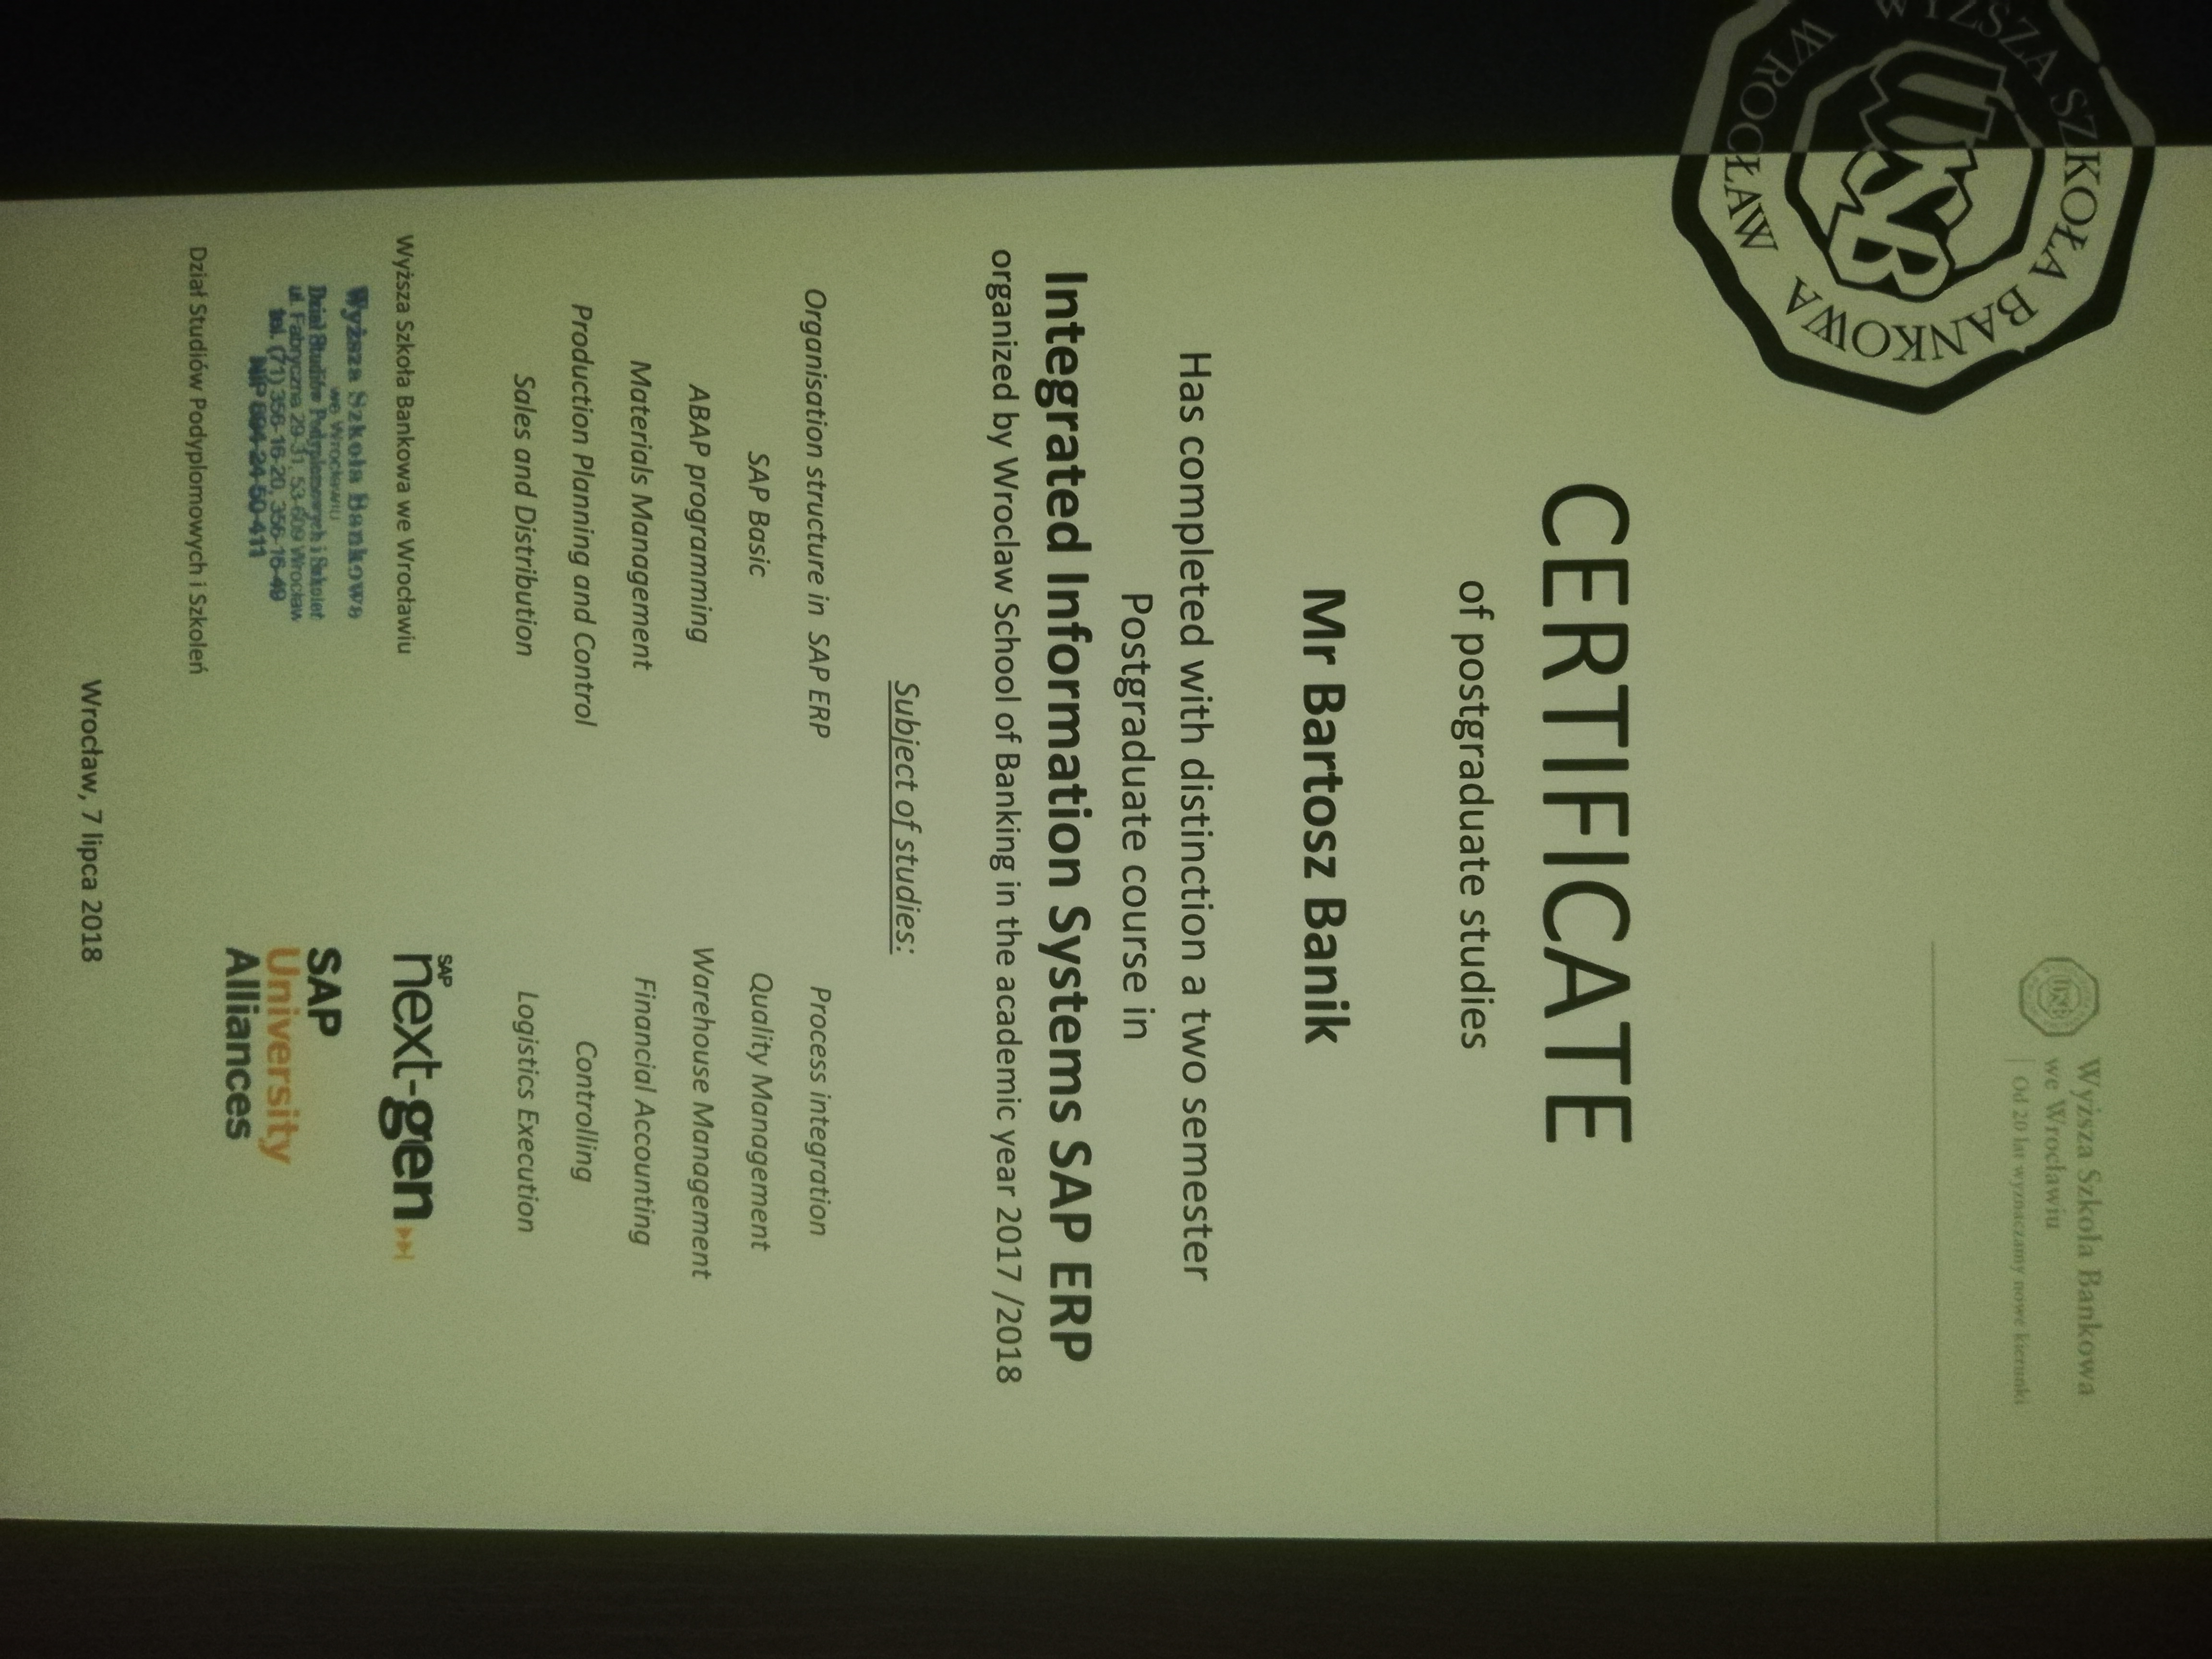 WYŻSZA SZKOŁA BANKOWA
WROCŁAW
WSB
Wyższa Szkoła Bankowa
we Wrocławiu
Od 20 lat wyznaczamy nowe kierunki
CERTIFICATE
of postgraduate studies
Mr Bartosz Banik
Has completed with distinction a two semester
Postgraduate course in
Integrated Information Systems SAP ERP
organized by Wroclaw School of Banking in the academic year 2017 /2018
Subject of studies:
Organisation structure in SAP ERP
SAP Basic
ABAP programming
Materials Management
Production Planning and Control
Sales and Distribution
Process integration
Quality Management
Warehouse Management
Financial Accounting
Controlling
Logistics Execution
Wyższa Szkoła Bankowa we Wrocławiu
Wyższa Szkoła Bankowa
we Wrocławiu
Dział Studiów Podyplomowych i Szkoleń
ul. Fabryczna 29-31, 53-609 Wrocław
tel. (71) 356-16-20, 356-16-49
NIP 894-24-50-411
Dział Studiów Podyplomowych i Szkoleń
SAP
next-gen
SAP
University
Alliances
Wrocław, 7 lipca 2018